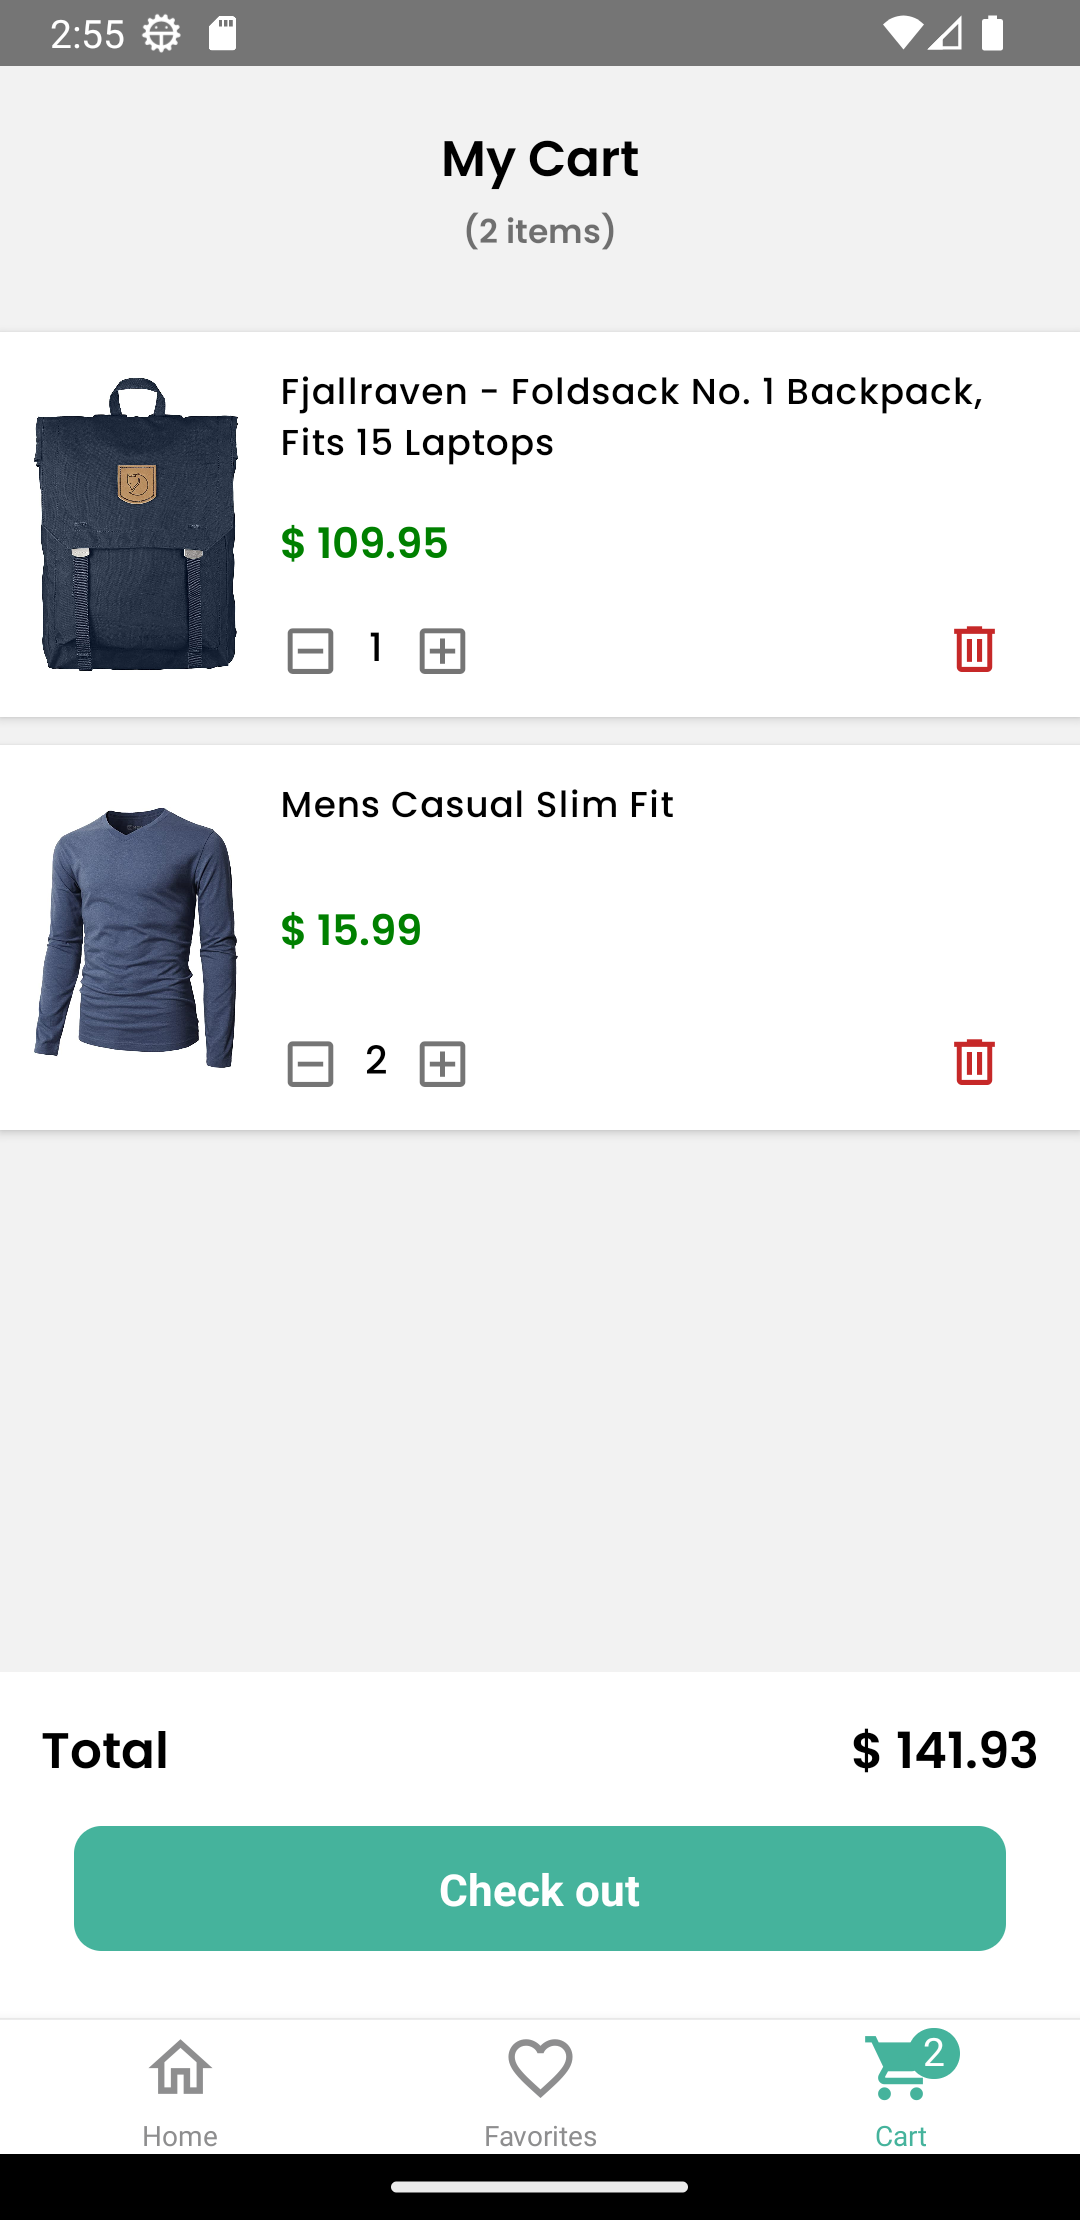 2:55
My Cart
(2 items)
Fjallraven - Foldsack No. 1 Backpack,
Fits 15 Laptops
$ 109.95
1
Mens Casual Slim Fit
$ 15.99
2
Total
$ 141.93
Check out
2
Home
Favorites
Cart